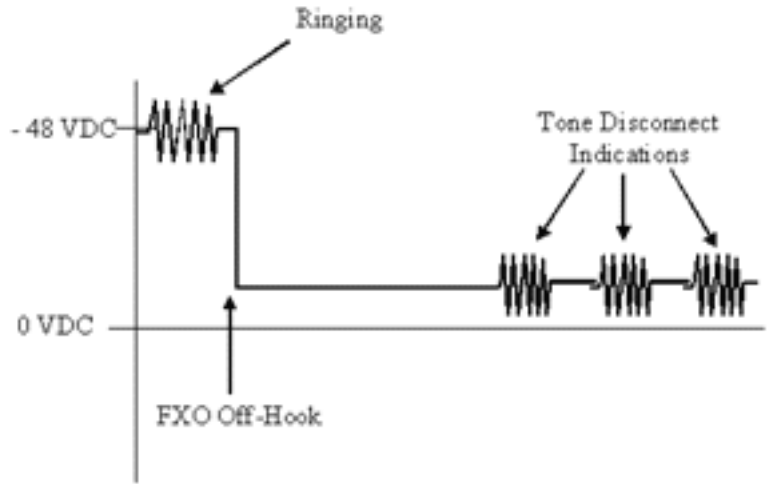 Ringing
- 48 VDC
Tone Disconnect
Indications
0 VDC
FXO Off-Hook